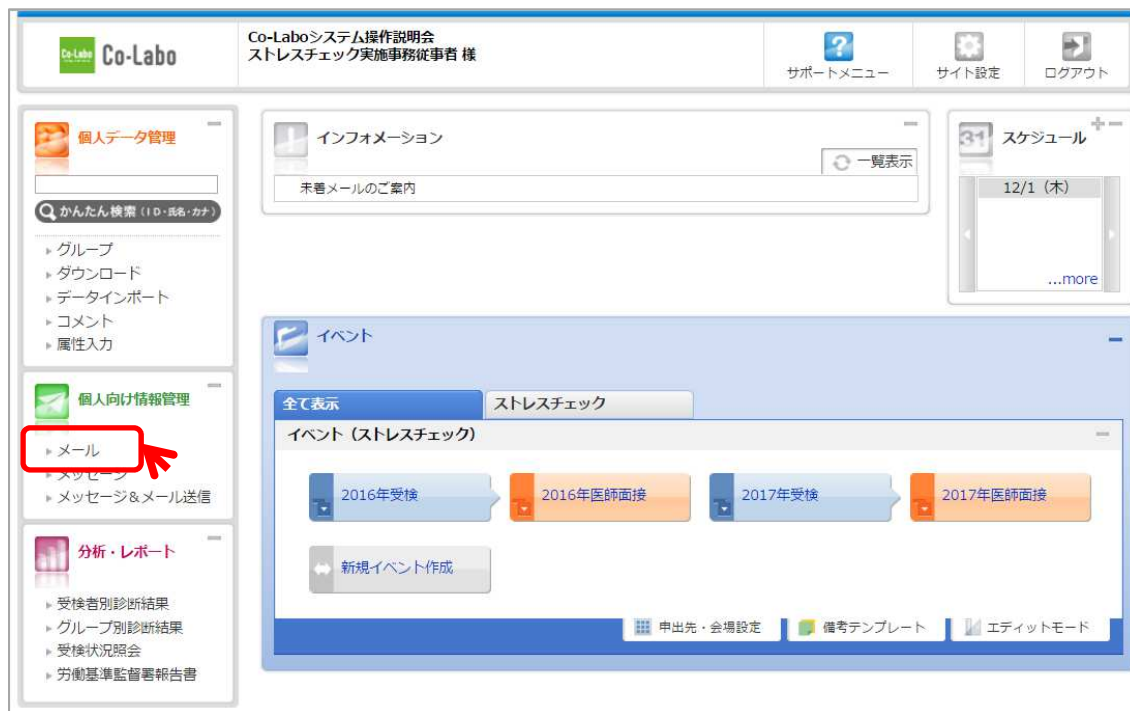 Co-Labo Co-Labo
Co-Laboシステム操作説明会
ストレスチェック実施事務従事者 様
サポートメニュー
サイト設定
ログアウト
個人データ管理
かんたん検索(ID・氏名・カナ)
グループ
ダウンロード
データインポート
コメント
属性入力
個人向け情報管理
メール
メッセージ
メッセージ&メール送信
分析・レポート
受検者別診断結果
グループ別診断結果
受検状況照会
労働基準監督署報告書
インフォメーション
一覧表示
未着メールのご案内
31 スケジュール
12/1(木)
...more
イベント
全て表示
ストレスチェック
イベント(ストレスチェック)
2016年受検
2016年医師面接
2017年受検
2017年医師面接
新規イベント作成
申出先・会場設定
備考テンプレート
エディットモード